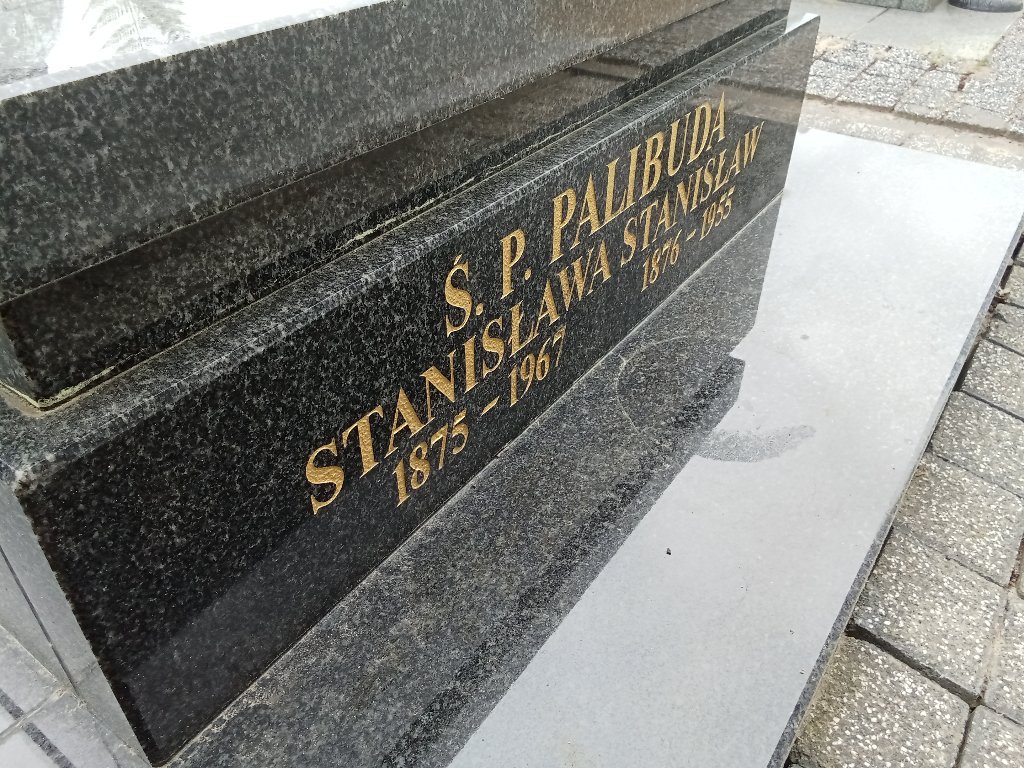 Ś. P. PALIBUDA
STANISŁAWA STANISŁAW
1875 - 1967 1876 - 1955